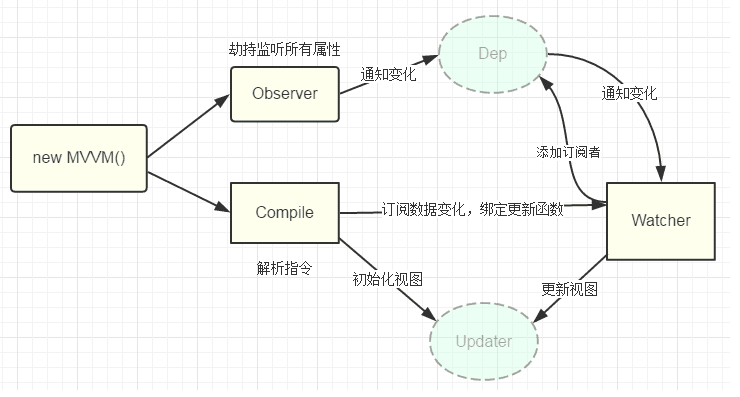 劫持监听所有属性
Dep
Observer
通知变化
通知变化
new MVVM()
添加订阅者
Compile
订阅数据变化，绑定更新函数
Watcher
解析指令
初始化视图
更新视图
Updater